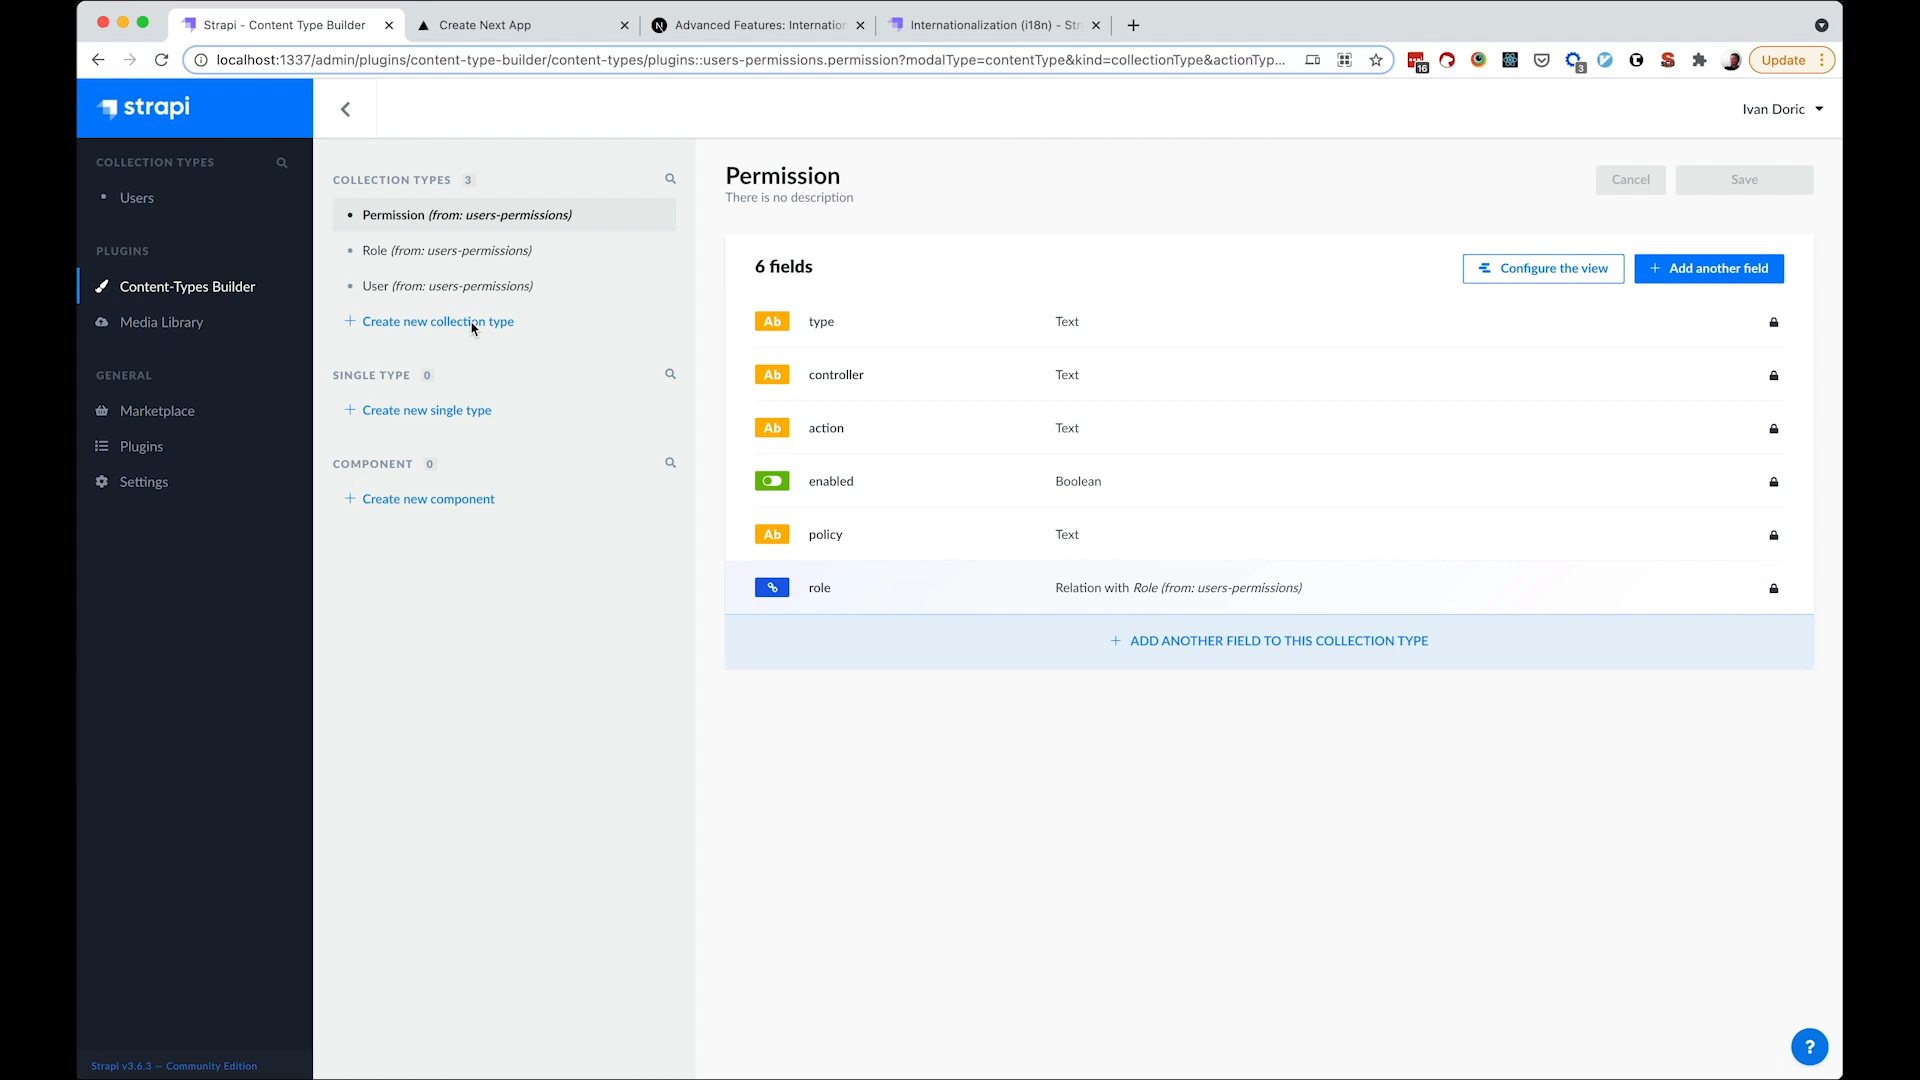 Strapi - Content Type Builder
Create Next App
Advanced Features: Internation
Internationalization (i18n) - Str
localhost:1337/admin/plugins/content-type-builder/content-types/plugins::users-permissions.permission?modalType=contentType&kind=collectionType&actionTyp...
16
3
Update
strapi
Ivan Doric
COLLECTION TYPES
Users
PLUGINS
Content-Types Builder
Media Library
GENERAL
Marketplace
Plugins
Settings
Strapi v3.6.3 — Community Edition
COLLECTION TYPES 3
Permission (from: users-permissions)
Role (from: users-permissions)
User (from: users-permissions)
+ Create new collection type
SINGLE TYPE 0
+ Create new single type
COMPONENT 0
+ Create new component
Permission
There is no description
Cancel
Save
6 fields
Configure the view
+ Add another field
Ab type Text
Ab controller Text
Ab action Text
enabled Boolean
Ab policy Text
role Relation with Role (from: users-permissions)
+ ADD ANOTHER FIELD TO THIS COLLECTION TYPE
?